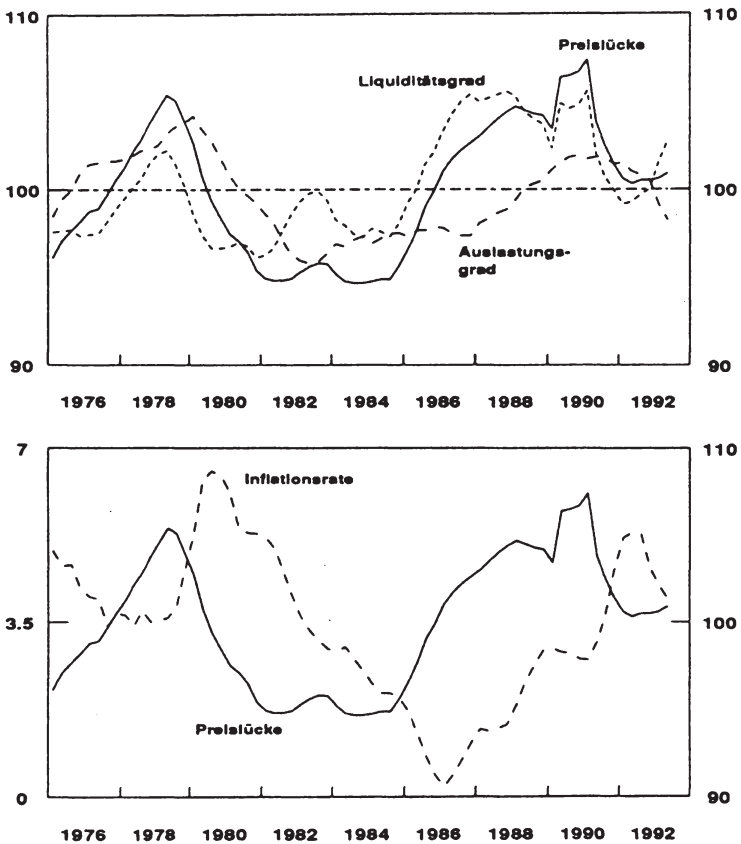 110 110
Preislücke
Liquiditätsgrad
100 100
Auslastungs-
grad
90 90
1976 1978 1980 1982 1984 1986 1988 1990 1992
7 110
Inflationsrate
3.5 100
Preislücke
0 90
1976 1978 1980 1982 1984 1986 1988 1990 1992